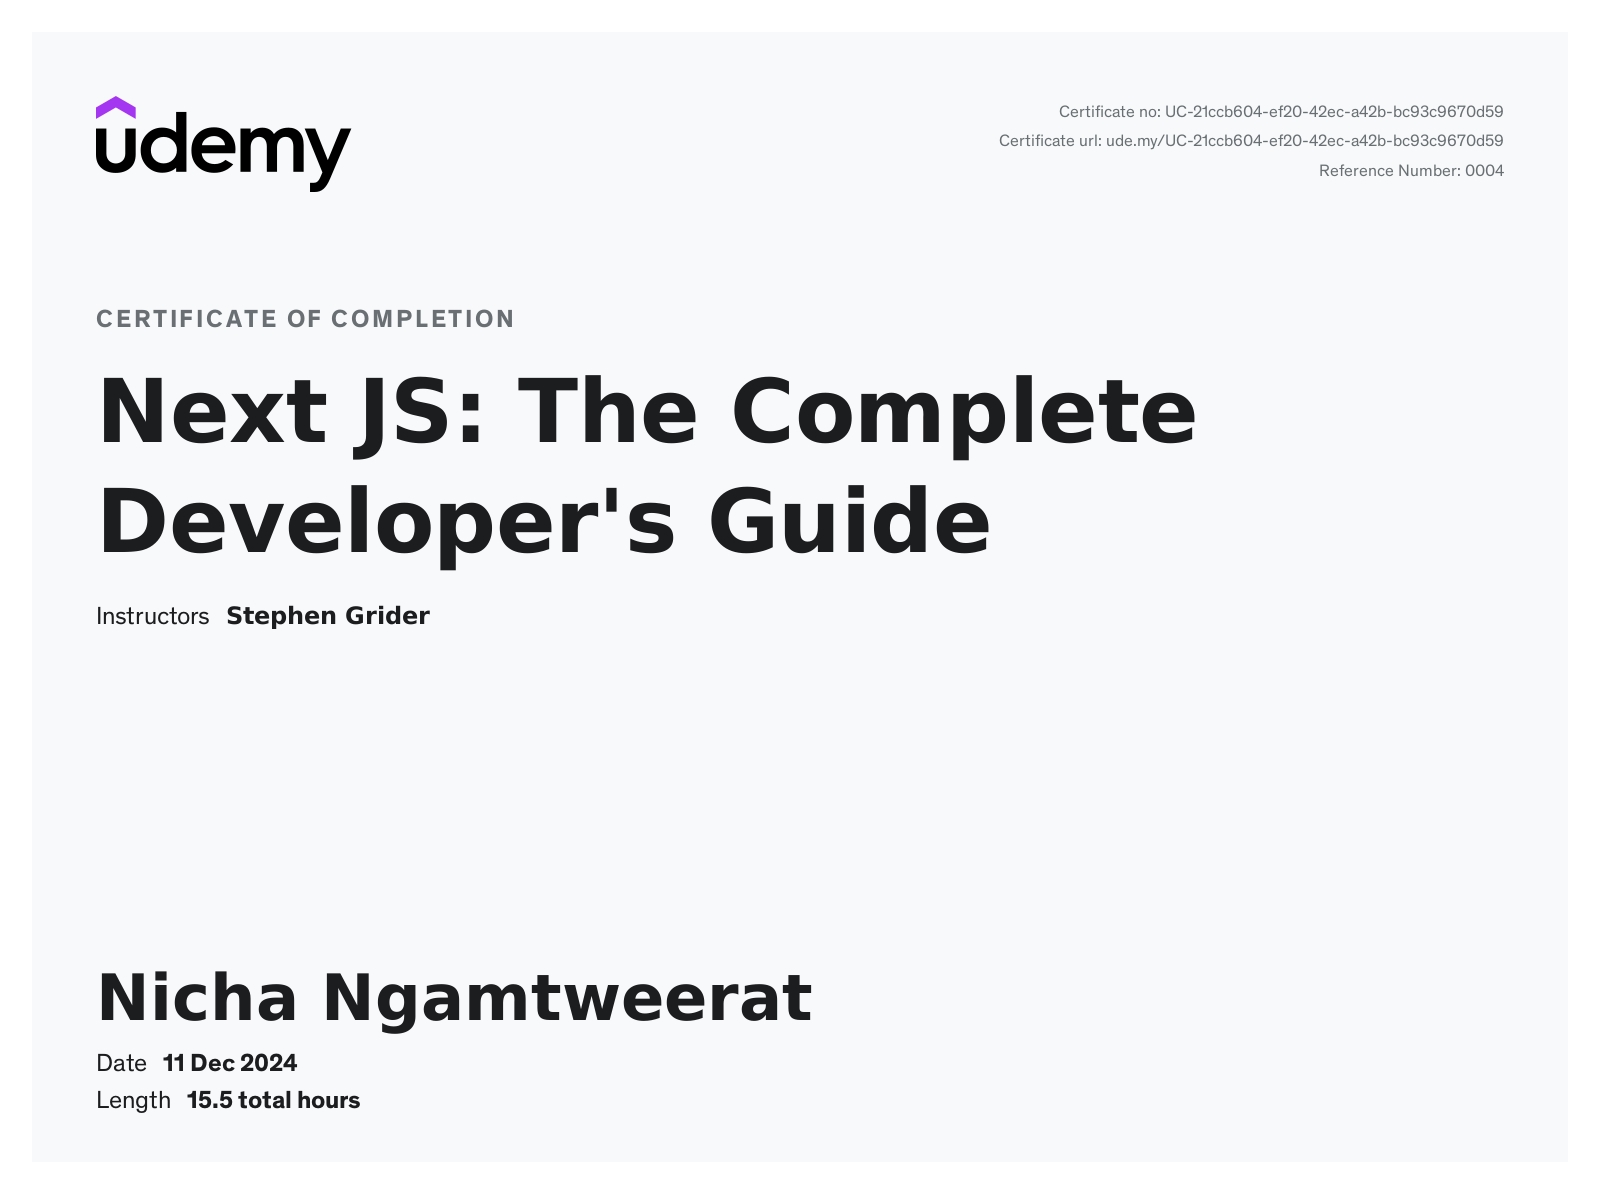 udemy
Certificate no: UC-21ccb604-ef20-42ec-a42b-bc93c9670d59
Certificate url: ude.my/UC-21ccb604-ef20-42ec-a42b-bc93c9670d59
Reference Number: 0004
CERTIFICATE OF COMPLETION
Next JS: The Complete
Developer's Guide
Instructors Stephen Grider
Nicha Ngamtweerat
Date 11 Dec 2024
Length 15.5 total hours